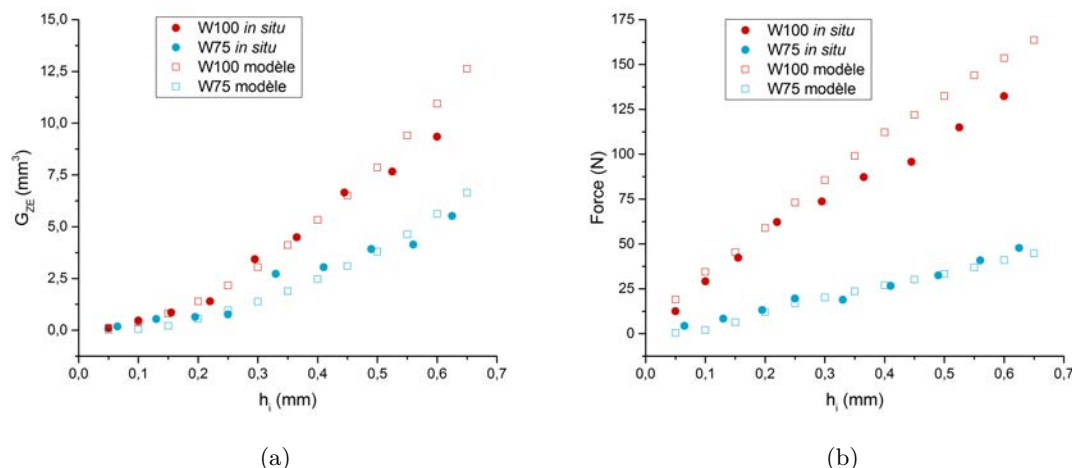 W100 in situ
W75 in situ
W100 modèle
W75 modèle
15,0
12,5
10,0
7,5
5,0
2,5
0,0
G_ZE (mm³)
0,0 0,1 0,2 0,3 0,4 0,5 0,6 0,7
h_i (mm)
(a)
W100 in situ
W75 in situ
W100 modèle
W75 modèle
175
150
125
100
75
50
25
0
Force (N)
0,0 0,1 0,2 0,3 0,4 0,5 0,6 0,7
h_i (mm)
(b)